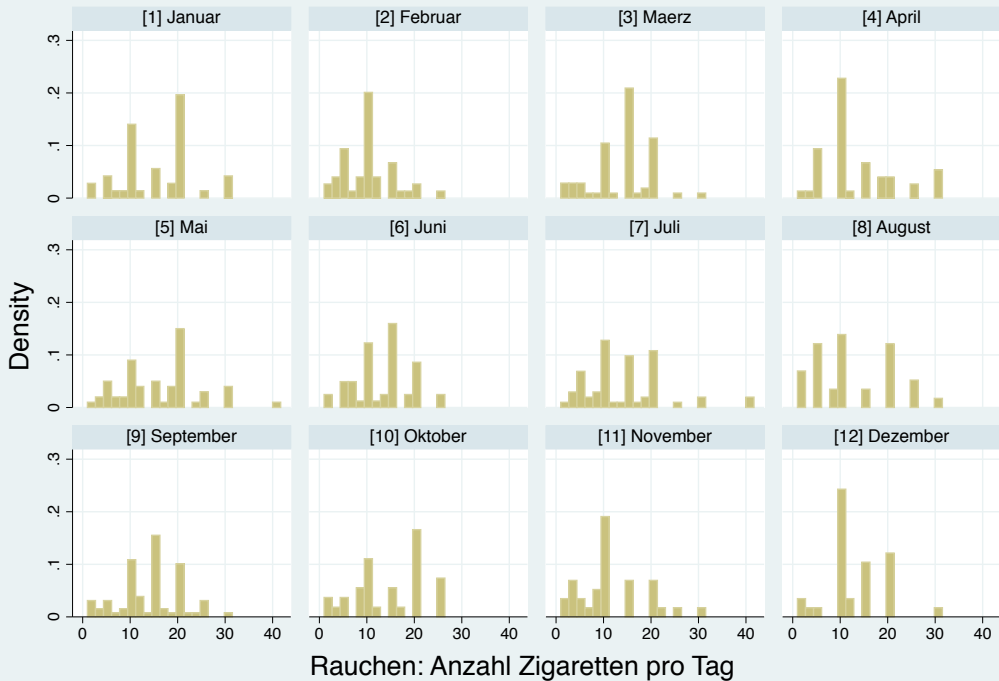 [1] Januar [2] Februar [3] Maerz [4] April
.3
.2
.1
0
[5] Mai [6] Juni [7] Juli [8] August
.3
.2
.1
0
[9] September [10] Oktober [11] November [12] Dezember
.3
.2
.1
0
0 10 20 30 40 0 10 20 30 40 0 10 20 30 40 0 10 20 30 40
Density
Rauchen: Anzahl Zigaretten pro Tag